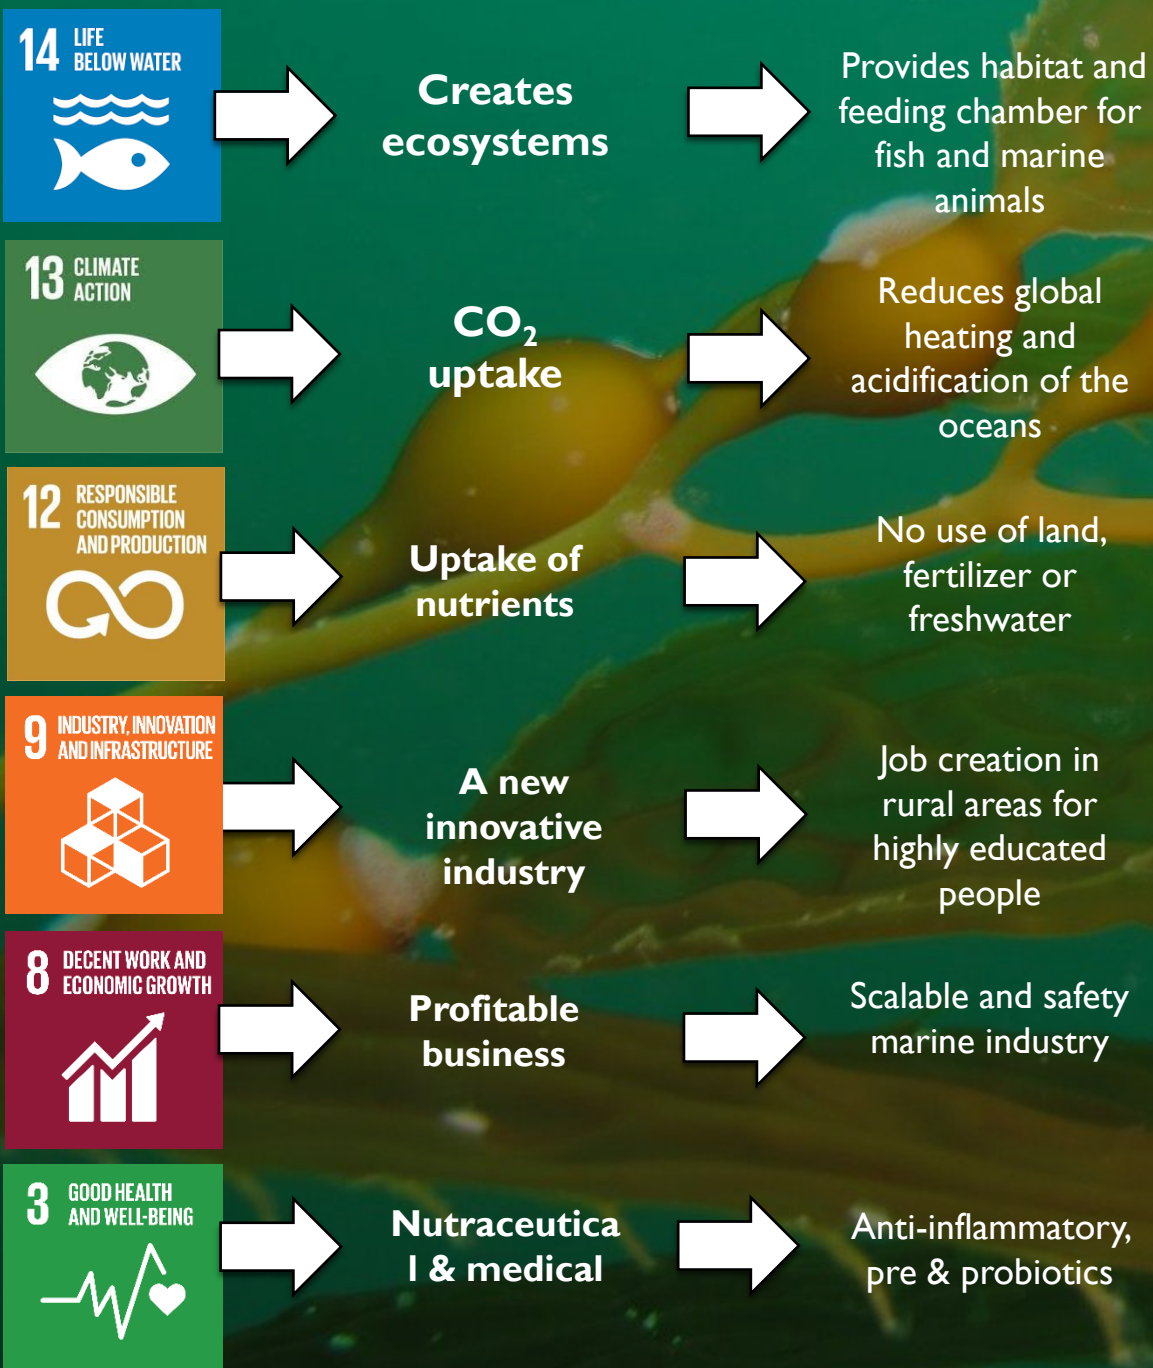 14 LIFE
BELOW WATER
Creates
ecosystems
Provides habitat and
feeding chamber for
fish and marine
animals
13 CLIMATE
ACTION
CO₂
uptake
Reduces global
heating and
acidification of the
oceans
12 RESPONSIBLE
CONSUMPTION
AND PRODUCTION
Uptake of
nutrients
No use of land,
fertilizer or
freshwater
9 INDUSTRY, INNOVATION
AND INFRASTRUCTURE
A new
innovative
industry
Job creation in
rural areas for
highly educated
people
8 DECENT WORK AND
ECONOMIC GROWTH
Profitable
business
Scalable and safety
marine industry
3 GOOD HEALTH
AND WELL-BEING
Nutraceutica
l & medical
Anti-inflammatory,
pre & probiotics